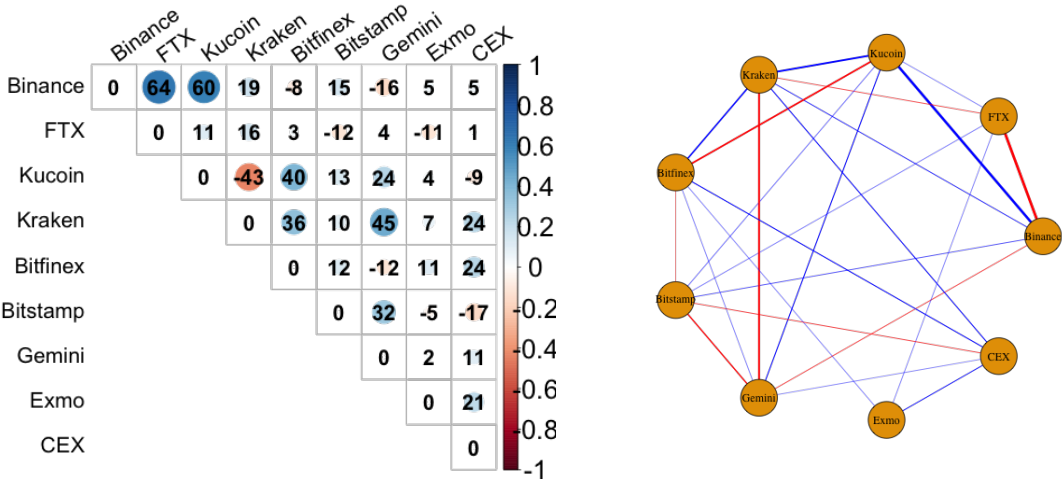 Binance FTX Kucoin Kraken Bitfinex Bitstamp Gemini Exmo CEX
Binance 0 64 60 19 -8 15 -16 5 5
FTX 0 11 16 3 -12 4 -11 1
Kucoin 0 -43 40 13 24 4 -9
Kraken 0 36 10 45 7 24
Bitfinex 0 12 -12 11 24
Bitstamp 0 32 -5 -17
Gemini 0 2 11
Exmo 0 21
CEX 0
1
0.8
0.6
0.4
0.2
0
-0.2
-0.4
-0.6
-0.8
-1
Kucoin
Kraken
FTX
Bitfinex
Binance
Bitstamp
CEX
Gemini
Exmo